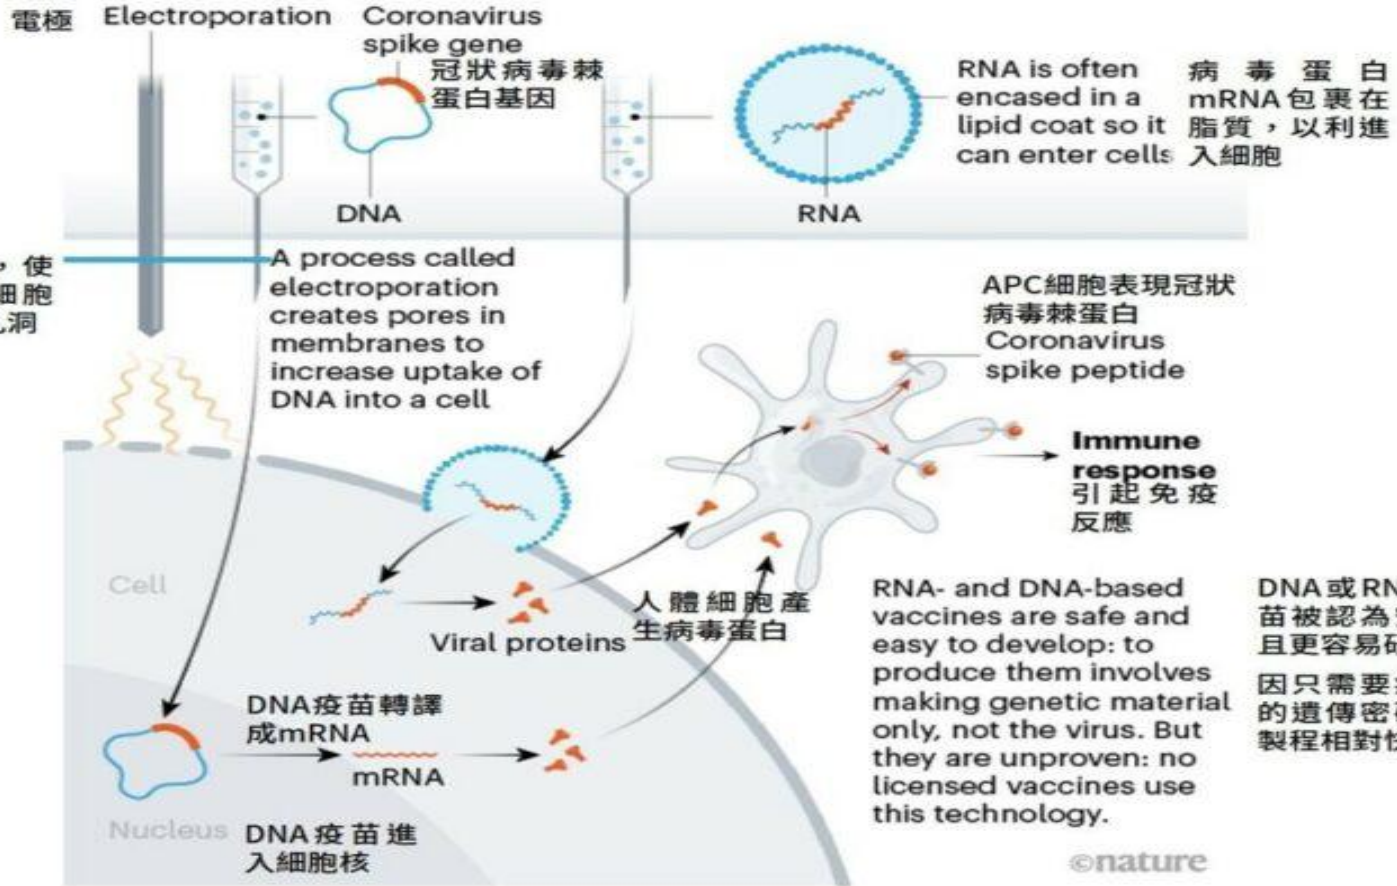 電極
Electroporation
Coronavirus
spike gene
冠狀病毒棘
蛋白基因
DNA
RNA
RNA is often
encased in a
lipid coat so it
can enter cells
病毒蛋白
mRNA包裹在
脂質，以利進
入細胞
，使
細胞
洞
A process called
electroporation
creates pores in
membranes to
increase uptake of
DNA into a cell
APC細胞表現冠狀
病毒棘蛋白
Coronavirus
spike peptide
Immune
response
引起免疫
反應
Cell
Viral proteins
人體細胞產
生病毒蛋白
DNA疫苗轉譯
成mRNA
mRNA
Nucleus
DNA疫苗進
入細胞核
RNA- and DNA-based
vaccines are safe and
easy to develop: to
produce them involves
making genetic material
only, not the virus. But
they are unproven: no
licensed vaccines use
this technology.
DNA或RN
苗被認為
且更容易
因只需要
的遺傳密
製程相對
©nature